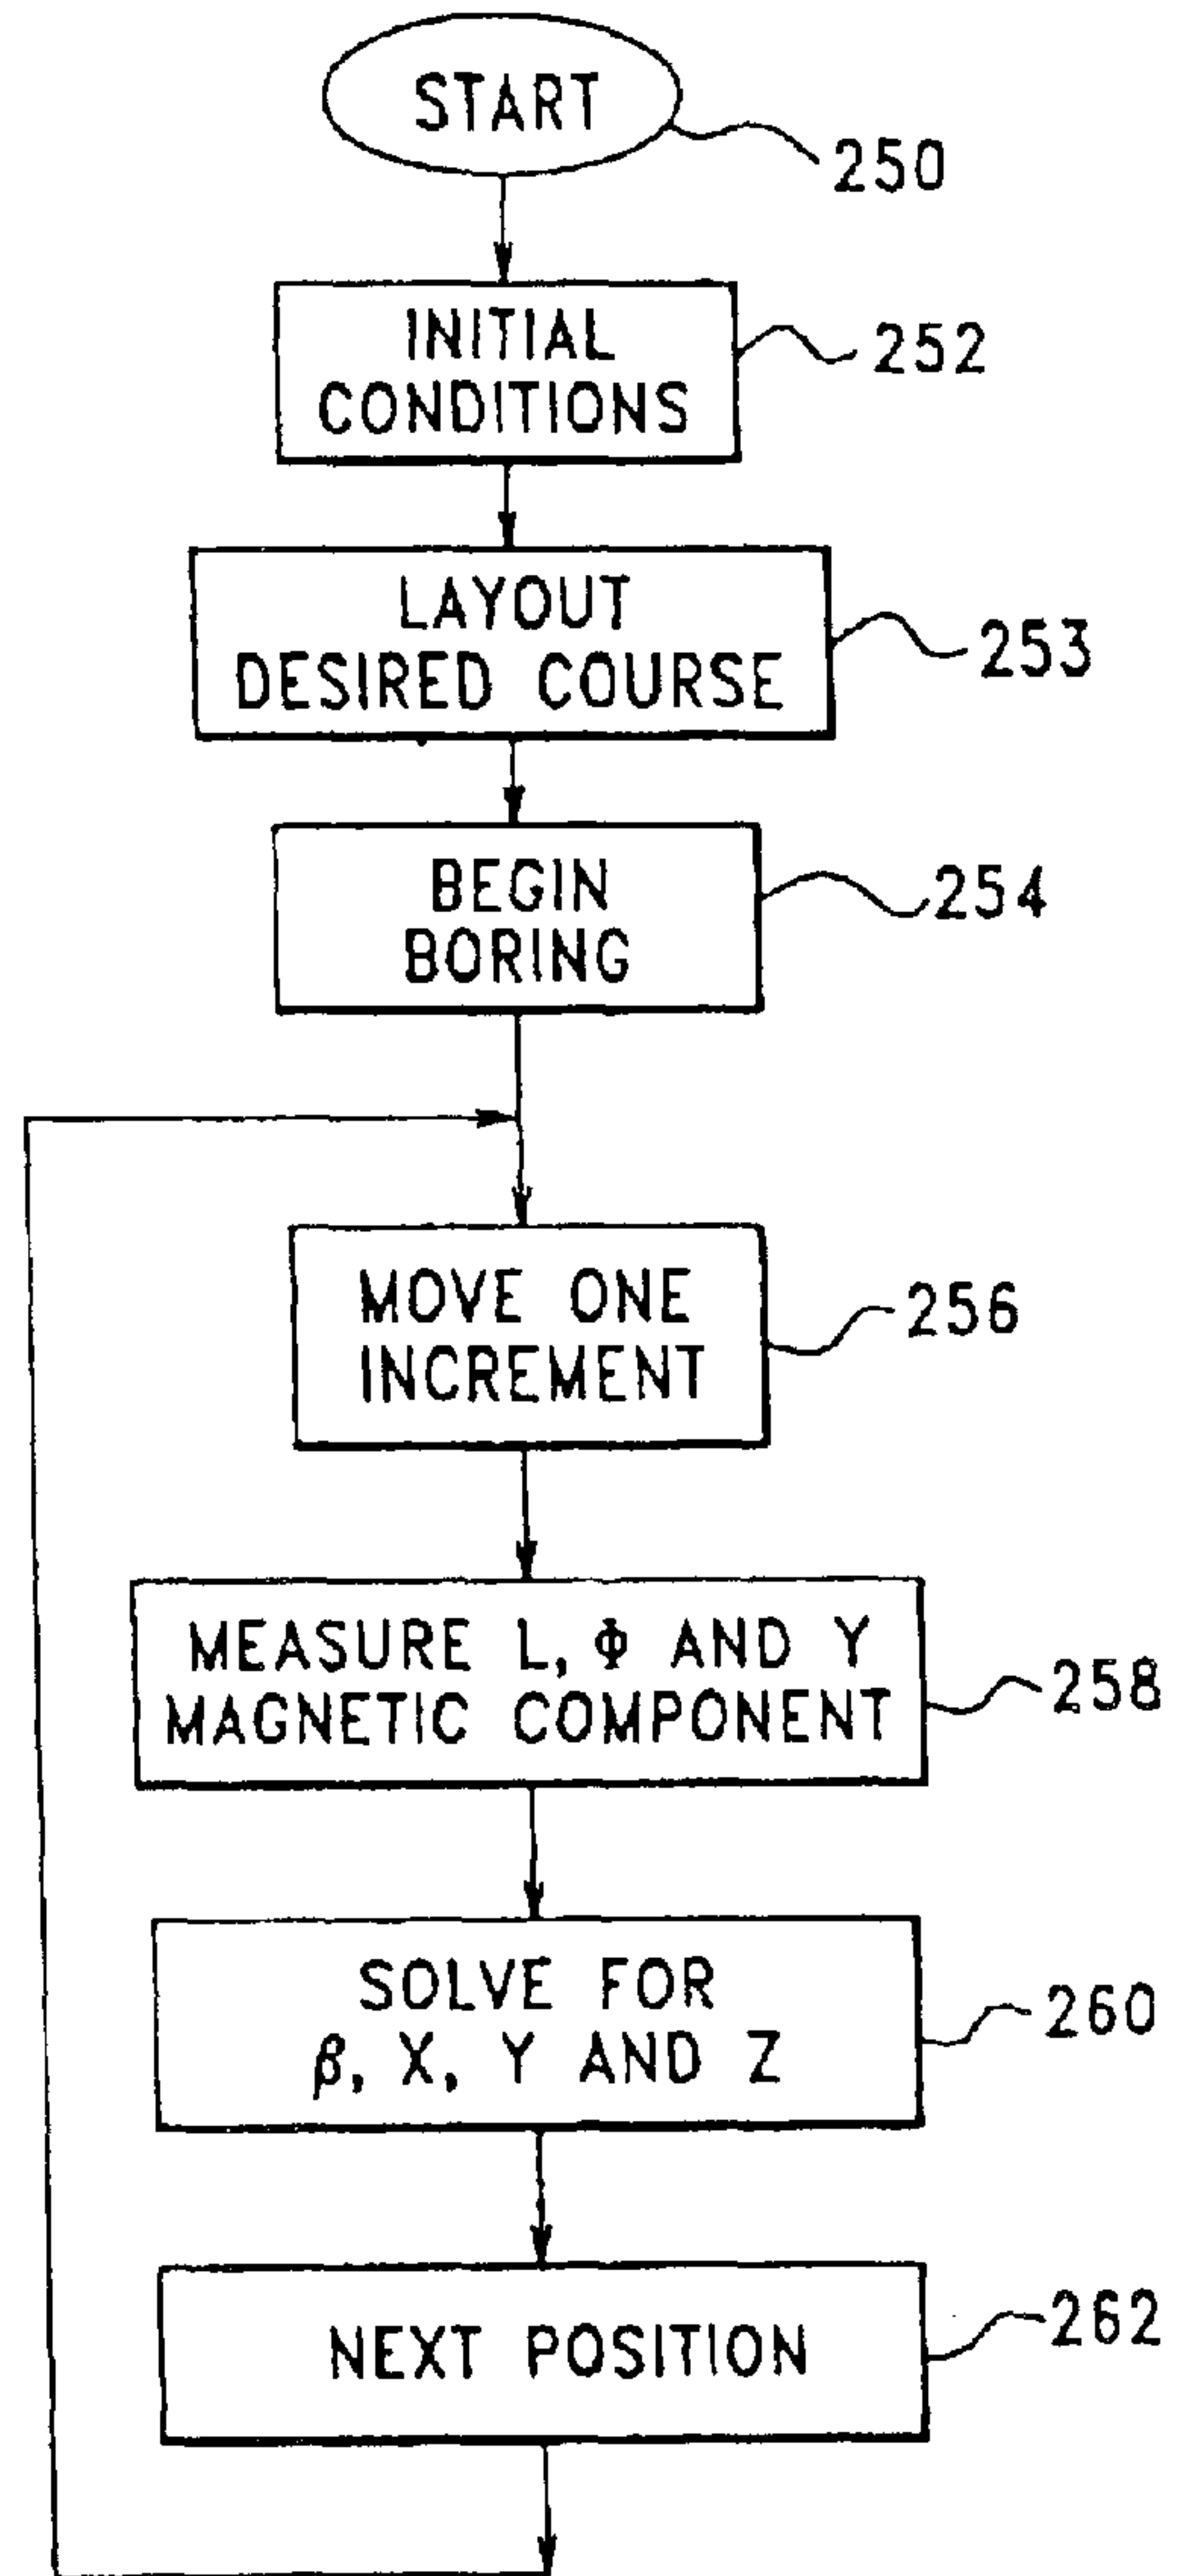 START
250
INITIAL
CONDITIONS
252
LAYOUT
DESIRED COURSE
253
BEGIN
BORING
254
MOVE ONE
INCREMENT
256
MEASURE L, Φ AND Y
MAGNETIC COMPONENT
258
SOLVE FOR
β, X, Y AND Z
260
NEXT POSITION
262